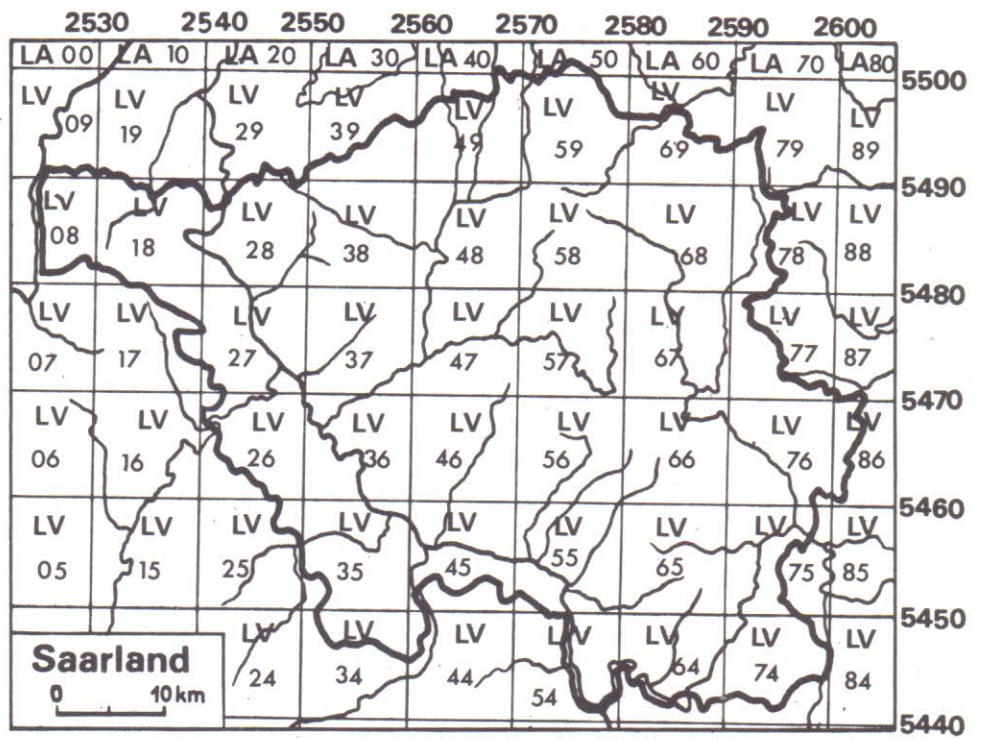 2530 2540 2550 2560 2570 2580 2590 2600
LA 00 LA 10 LA 20 LA 30 LA 40 LA 50 LA 60 LA 70 LA80
5500
LV LV LV LV LV LV LV LV LV
09 19 29 39 49 59 69 79 89
5490
LV LV LV LV LV LV LV LV LV
08 18 28 38 48 58 68 78 88
5480
LV LV LV LV LV LV LV LV LV
07 17 27 37 47 57 67 77 87
5470
LV LV LV LV LV LV LV LV LV
06 16 26 36 46 56 66 76 86
5460
LV LV LV LV LV LV LV LV LV
05 15 25 35 45 55 65 75 85
5450
LV LV LV LV LV LV LV
24 34 44 54 64 74 84
5440
Saarland
0 10 km